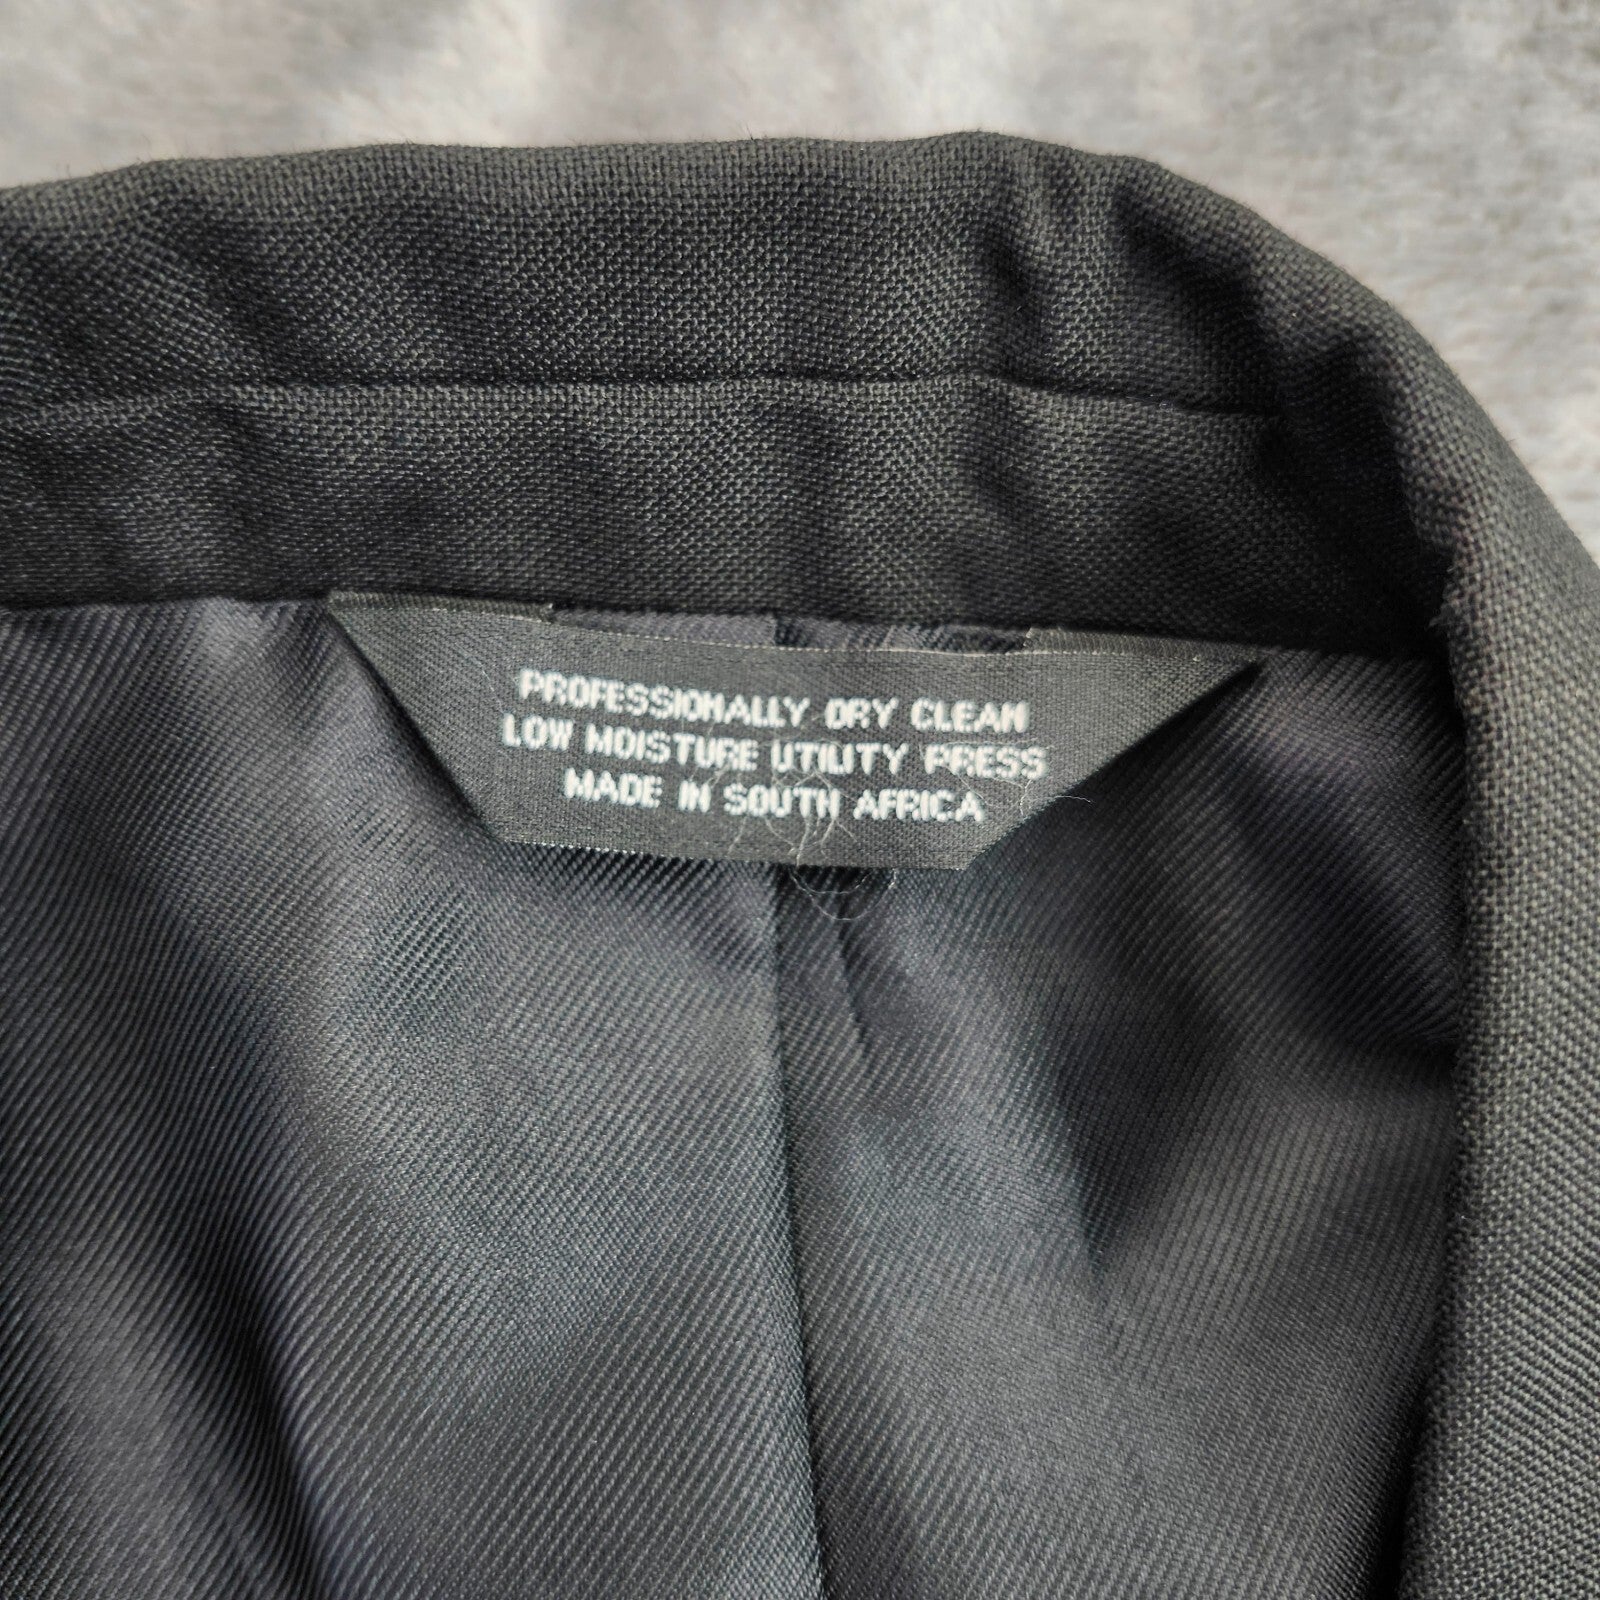 PROFESSIONALLY DRY CLEAN
LOW MOISTURE UTILITY PRESS
MADE IN SOUTH AFRICA